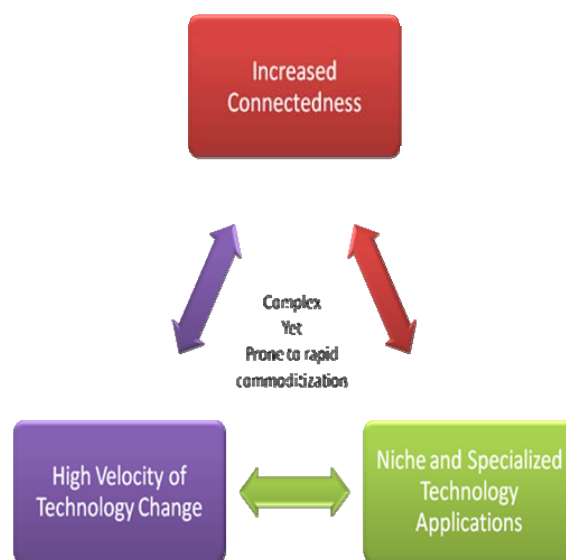 Increased
Connectedness
Complex
Yet
Prone to rapid
commoditization
High Velocity of
Technology Change
Niche and Specialized
Technology
Applications